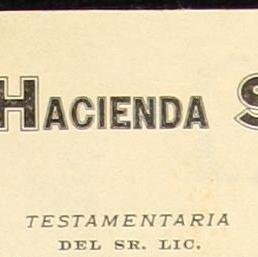 HACIENDA S
TESTAMENTARIA
DEL SR. LIC.